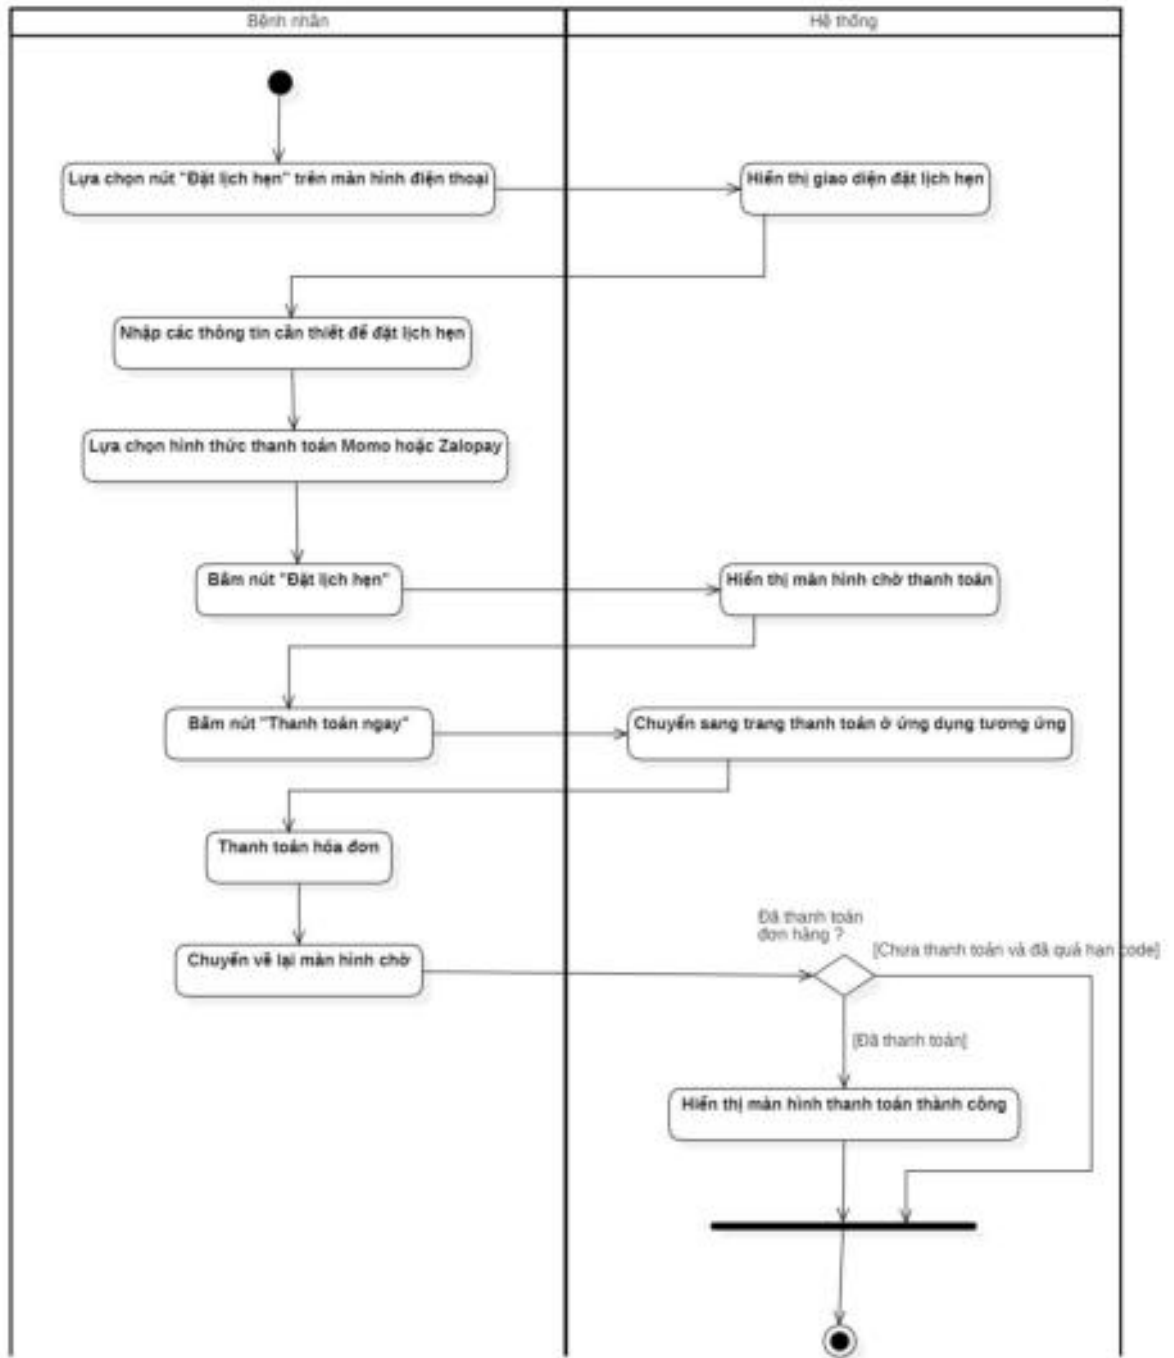 Bệnh nhân
Hệ thống
Lựa chọn nút "Đặt lịch hẹn" trên màn hình điện thoại
Hiển thị giao diện đặt lịch hẹn
Nhập các thông tin cần thiết để đặt lịch hẹn
Lựa chọn hình thức thanh toán Momo hoặc Zalopay
Bấm nút "Đặt lịch hẹn"
Hiển thị màn hình chờ thanh toán
Bấm nút "Thanh toán ngay"
Chuyển sang trang thanh toán ở ứng dụng tương ứng
Thanh toán hóa đơn
Đã thanh toán
đơn hàng ?
[Chưa thanh toán và đã quá hạn code]
Chuyển về lại màn hình chờ
[Đã thanh toán]
Hiển thị màn hình thanh toán thành công